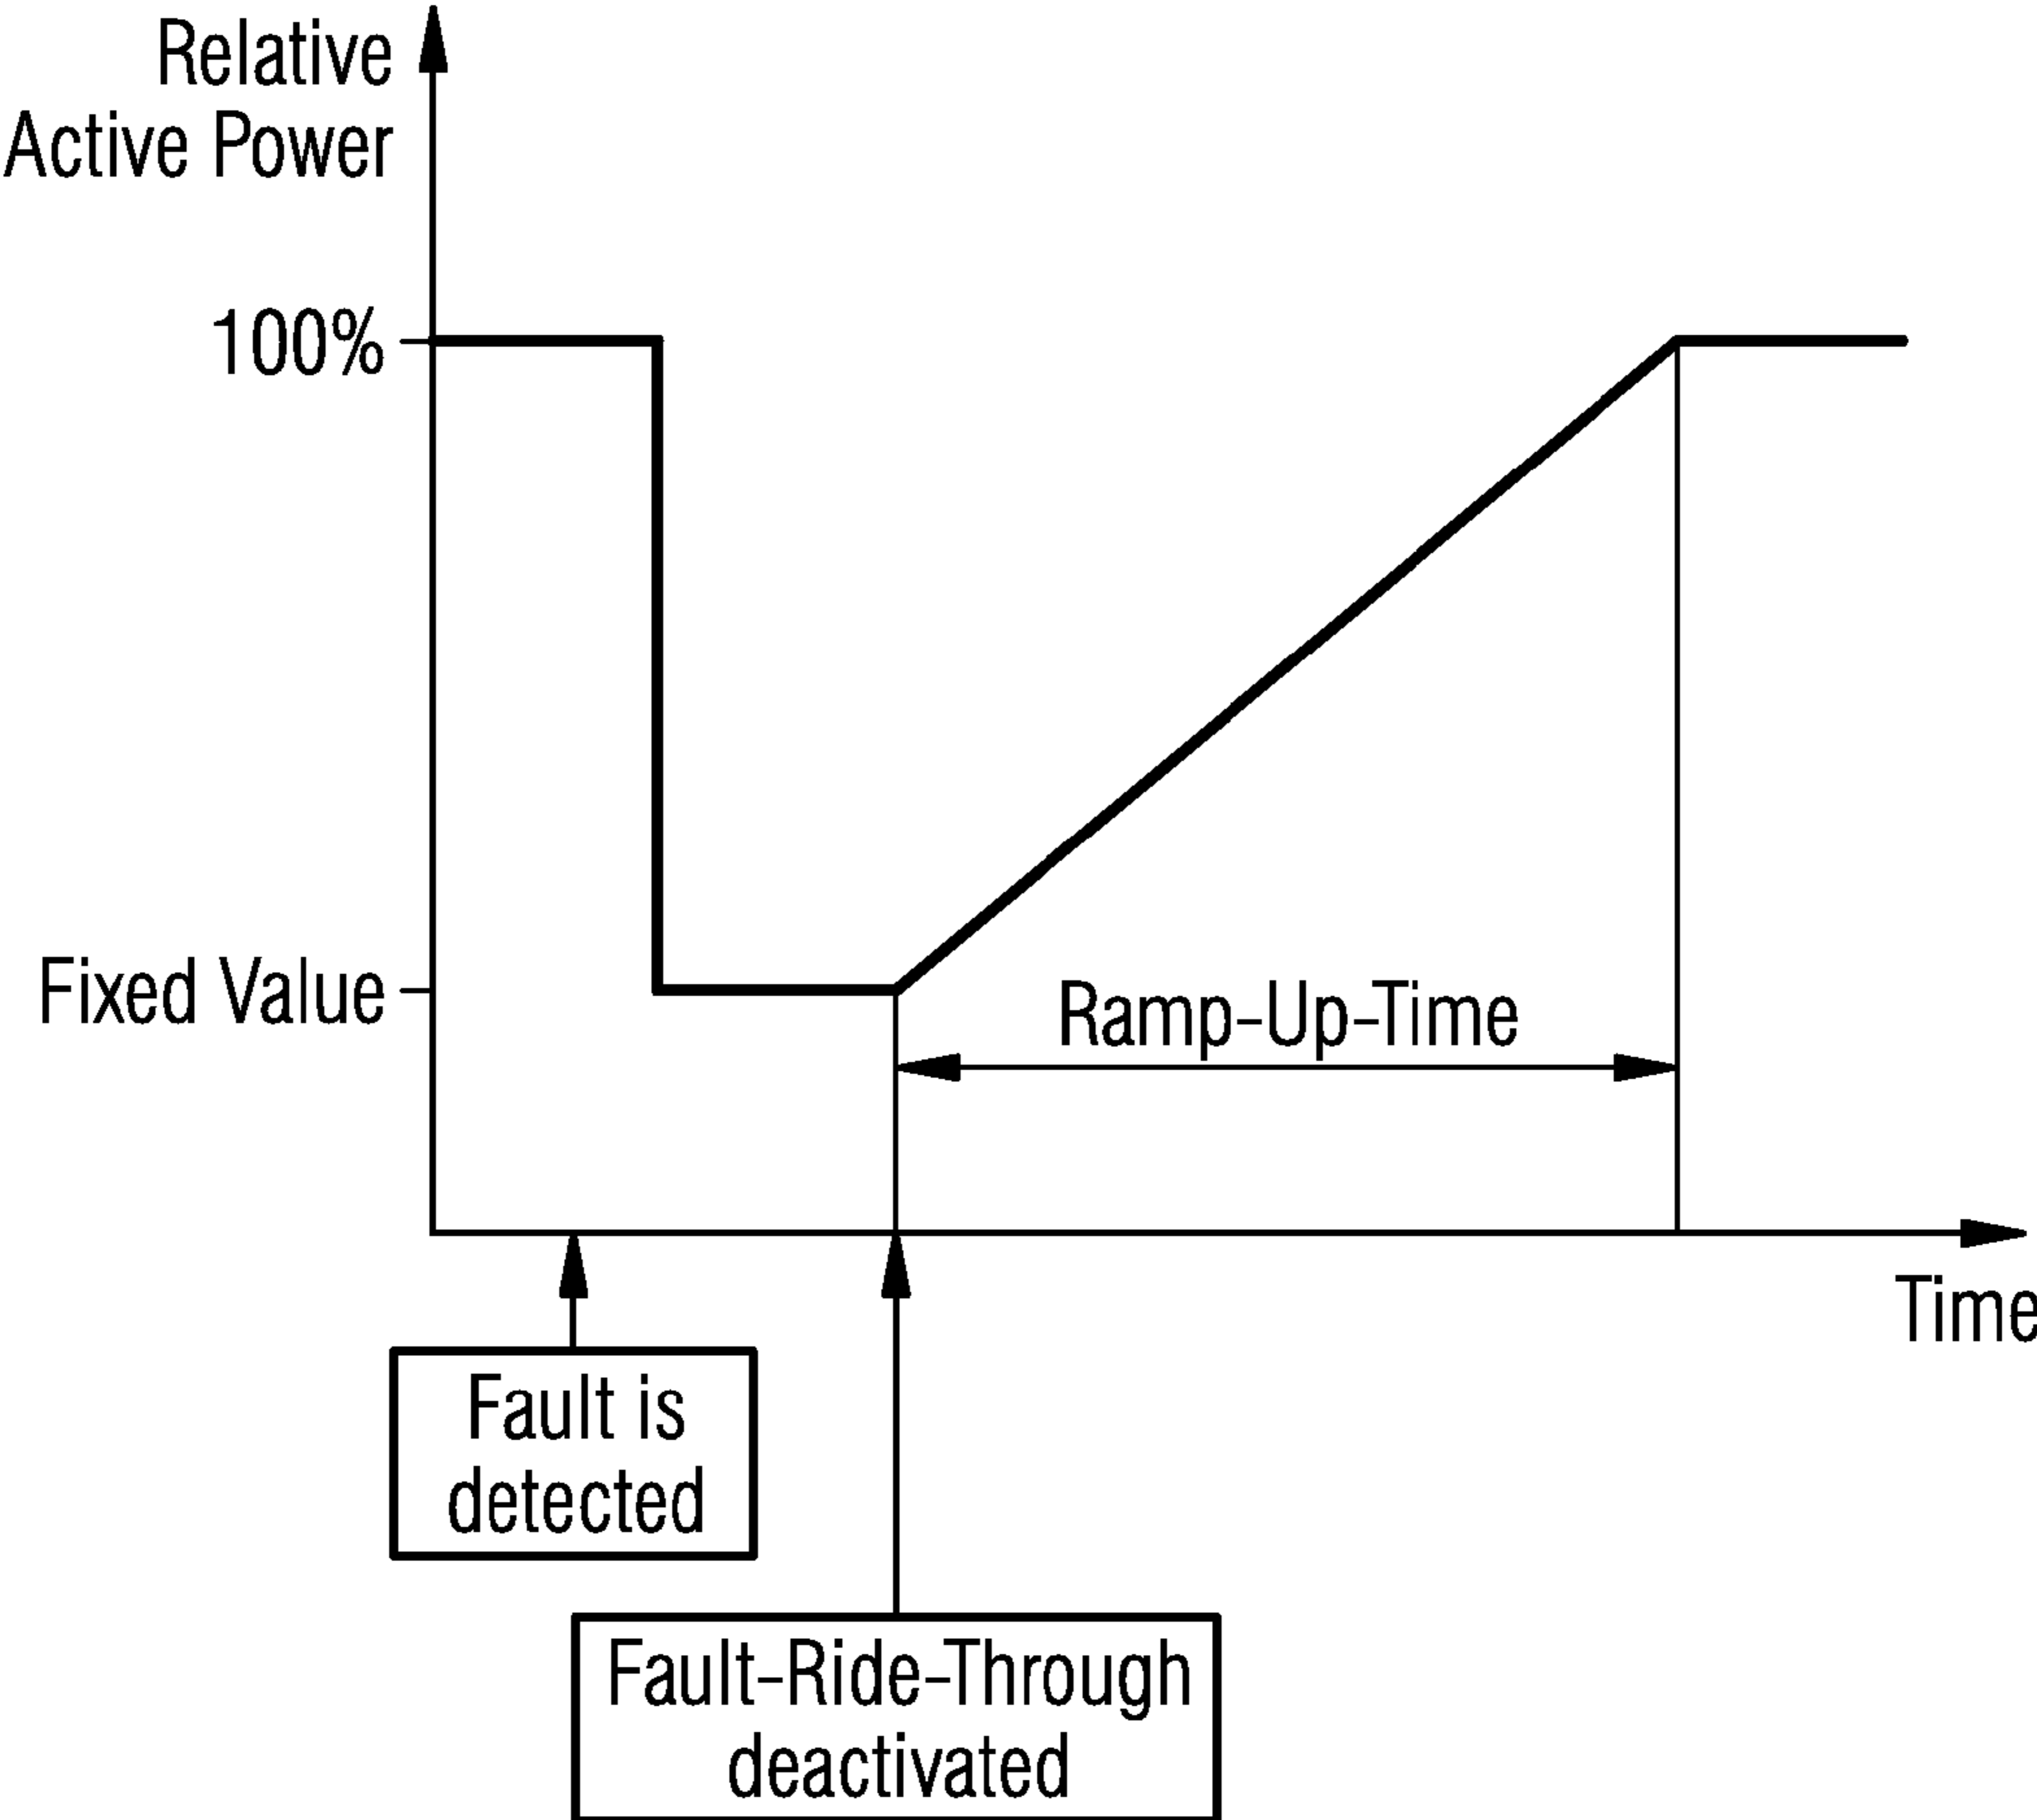 Relative
Active Power
100%
Fixed Value
Ramp-Up-Time
Time
Fault is
detected
Fault-Ride-Through
deactivated